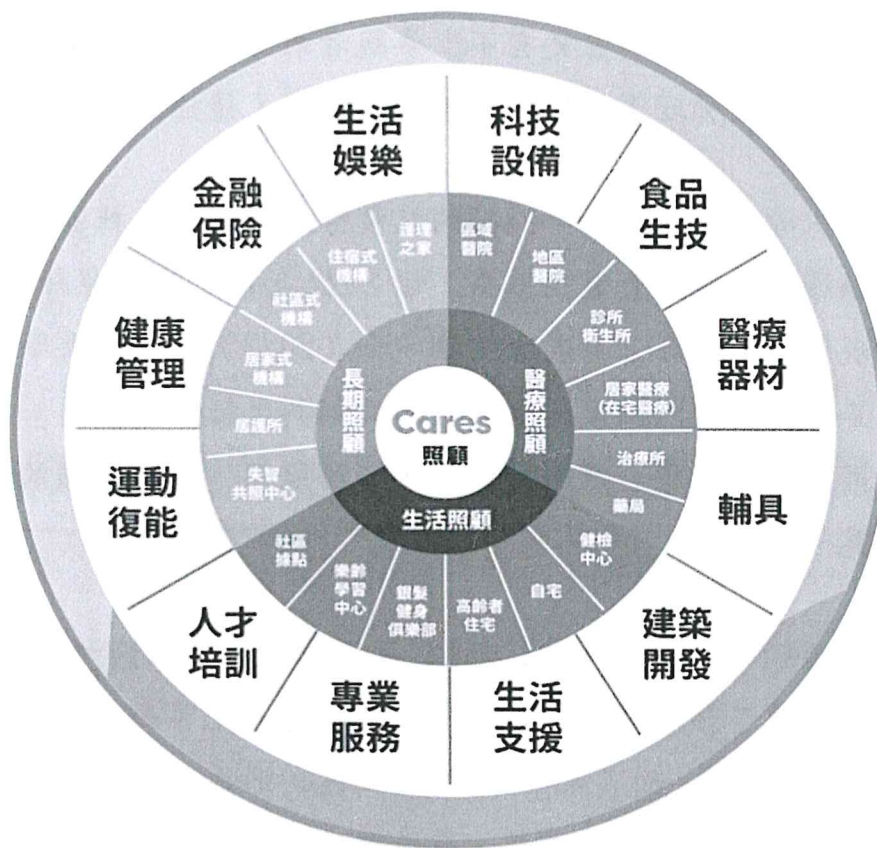 生活
娛樂
科技
設備
食品
生技
醫療
器材
輔具
建築
開發
生活
支援
專業
服務
人才
培訓
運動
復能
健康
管理
金融
保險
護理
之家
區域
醫院
地區
醫院
診所
衛生所
居家醫療
(在宅醫療)
治療所
藥局
健檢
中心
自宅
高齡者
住宅
銀髮
健身
俱樂部
樂齡
學習
中心
社區
據點
失智
共照中心
居護所
居家式
機構
社區式
機構
住宿式
機構
長期照顧
醫療照顧
生活照顧
Cares
照顧